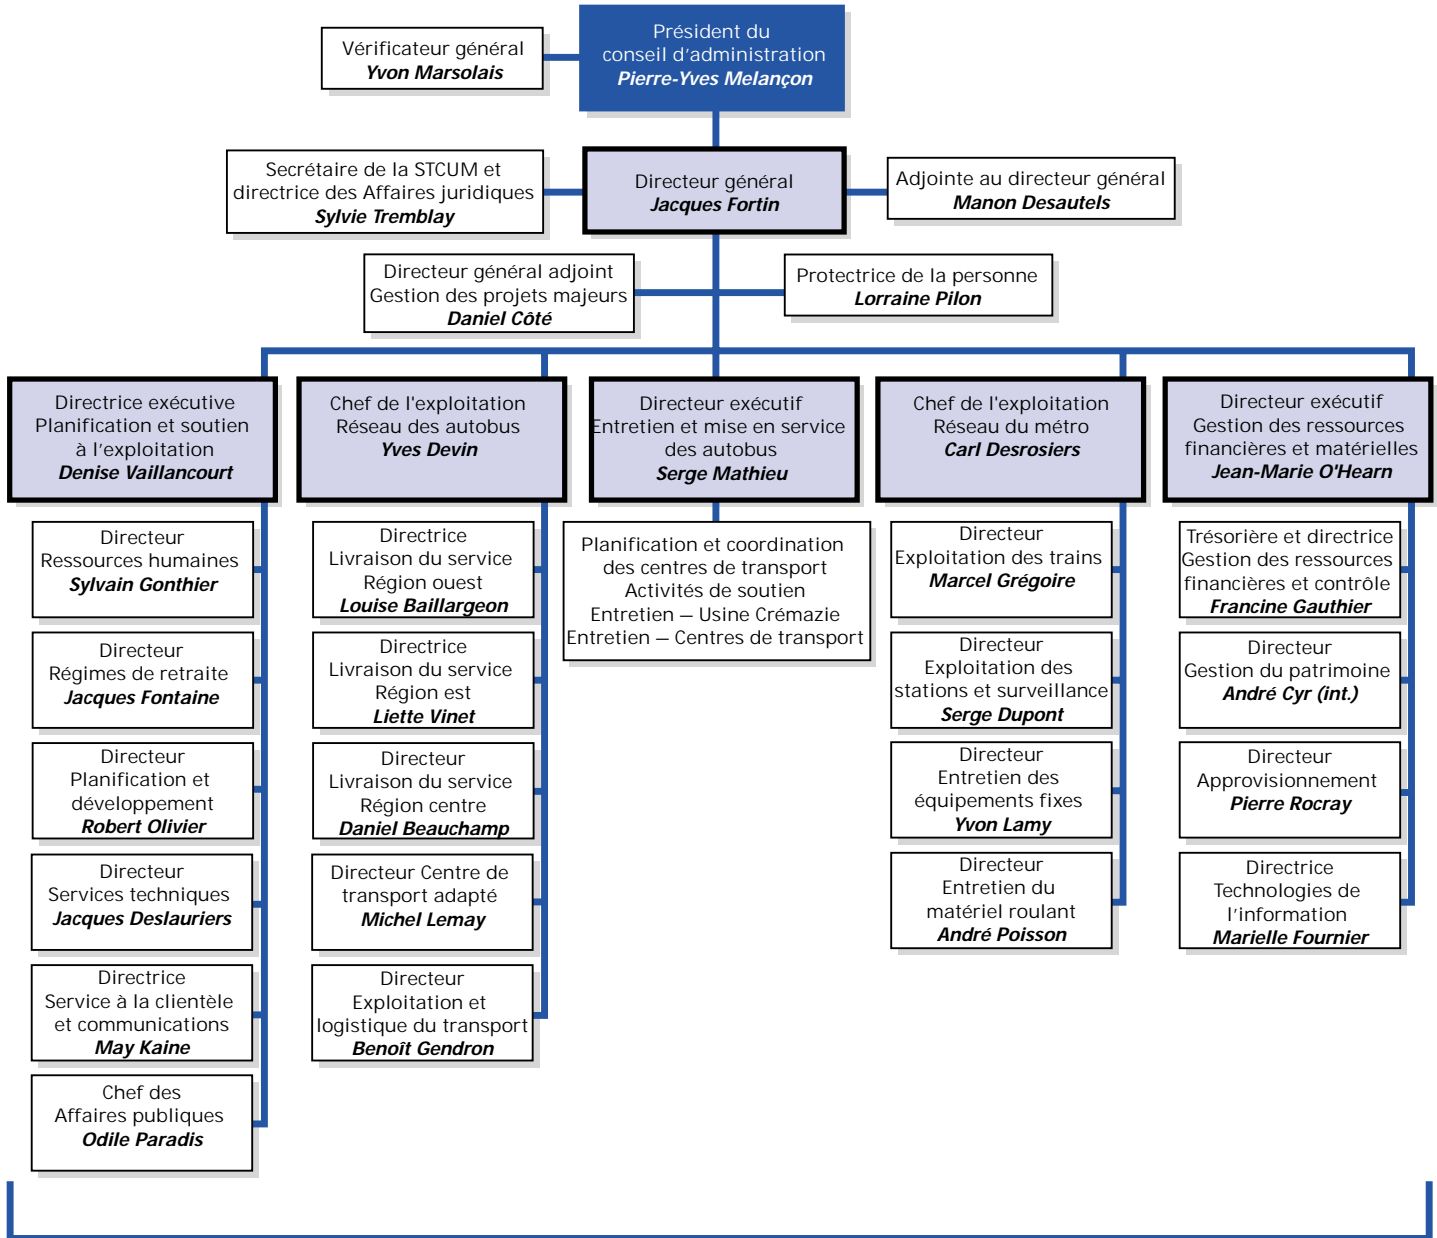 Président du
conseil d'administration
Pierre-Yves Melançon
Vérificateur général
Yvon Marsolais
Secrétaire de la STCUM et
directrice des Affaires juridiques
Sylvie Tremblay
Directeur général
Jacques Fortin
Adjointe au directeur général
Manon Desautels
Directeur général adjoint
Gestion des projets majeurs
Daniel Côté
Protectrice de la personne
Lorraine Pilon
Directrice exécutive
Planification et soutien
à l'exploitation
Denise Vaillancourt
Chef de l'exploitation
Réseau des autobus
Yves Devin
Directeur exécutif
Entretien et mise en service
des autobus
Serge Mathieu
Chef de l'exploitation
Réseau du métro
Carl Desrosiers
Directeur exécutif
Gestion des ressources
financières et matérielles
Jean-Marie O'Hearn
Directeur
Ressources humaines
Sylvain Gonthier
Directeur
Régimes de retraite
Jacques Fontaine
Directeur
Planification et
développement
Robert Olivier
Directeur
Services techniques
Jacques Deslauriers
Directrice
Service à la clientèle
et communications
May Kaine
Chef des
Affaires publiques
Odile Paradis
Directrice
Livraison du service
Région ouest
Louise Baillargeon
Directrice
Livraison du service
Région est
Liette Vinet
Directeur
Livraison du service
Région centre
Daniel Beauchamp
Directeur Centre de
transport adapté
Michel Lemay
Directeur
Exploitation et
logistique du transport
Benoît Gendron
Planification et coordination
des centres de transport
Activités de soutien
Entretien — Usine Crémazie
Entretien — Centres de transport
Directeur
Exploitation des trains
Marcel Grégoire
Directeur
Exploitation des
stations et surveillance
Serge Dupont
Directeur
Entretien des
équipements fixes
Yvon Lamy
Directeur
Entretien du
matériel roulant
André Poisson
Trésorière et directrice
Gestion des ressources
financières et contrôle
Francine Gauthier
Directeur
Gestion du patrimoine
André Cyr (int.)
Directeur
Approvisionnement
Pierre Rocray
Directrice
Technologies de
l'information
Marielle Fournier